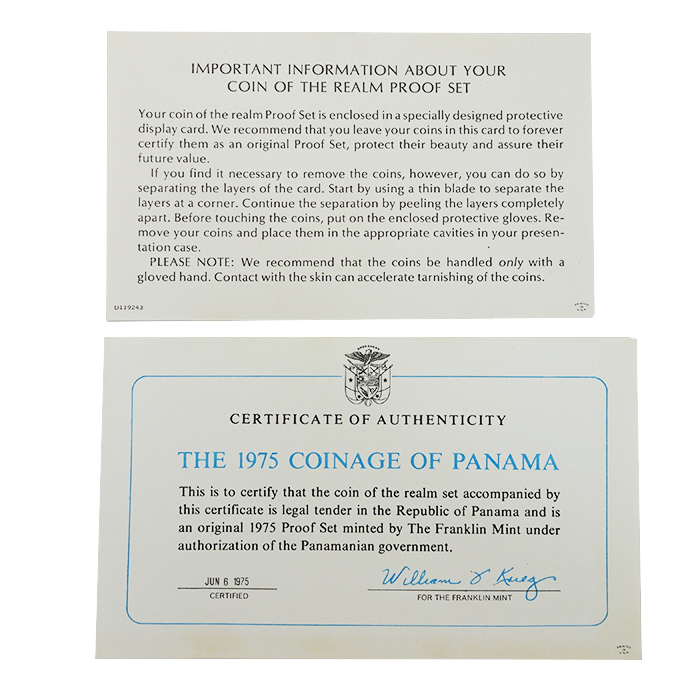 IMPORTANT INFORMATION ABOUT YOUR
COIN OF THE REALM PROOF SET
Your coin of the realm Proof Set is enclosed in a specially designed protective
display card. We recommend that you leave your coins in this card to forever
certify them as an original Proof Set, protect their beauty and assure their
future value.
If you find it necessary to remove the coins, however, you can do so by
separating the layers of the card. Start by using a thin blade to separate the
layers at a corner. Continue the separation by peeling the layers completely
apart. Before touching the coins, put on the enclosed protective gloves. Re-
move your coins and place them in the appropriate cavities in your presen-
tation case.
PLEASE NOTE: We recommend that the coins be handled only with a
gloved hand. Contact with the skin can accelerate tarnishing of the coins.
0119243
CERTIFICATE OF AUTHENTICITY
THE 1975 COINAGE OF PANAMA
This is to certify that the coin of the realm set accompanied by
this certificate is legal tender in the Republic of Panama and is
an original 1975 Proof Set minted by The Franklin Mint under
authorization of the Panamanian government.
JUN 6 1975
CERTIFIED
William
FOR THE FRANKLIN MINT